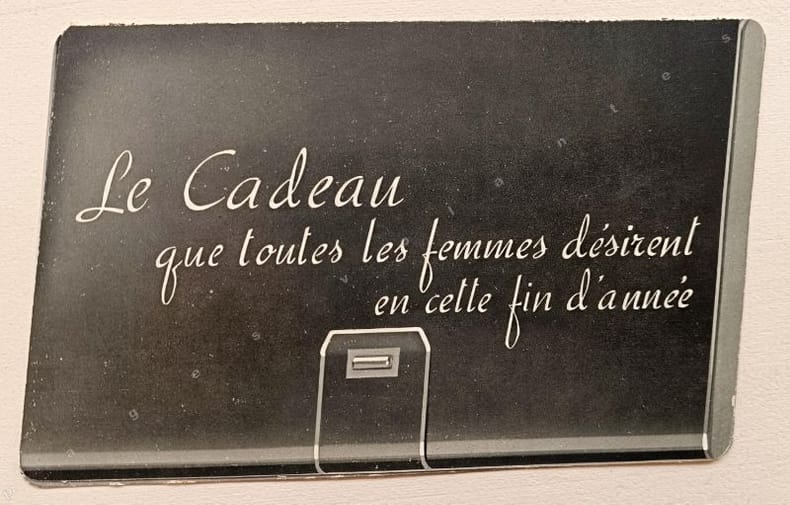 Le Cadeau
que toutes les femmes désirent
en cette fin d'année